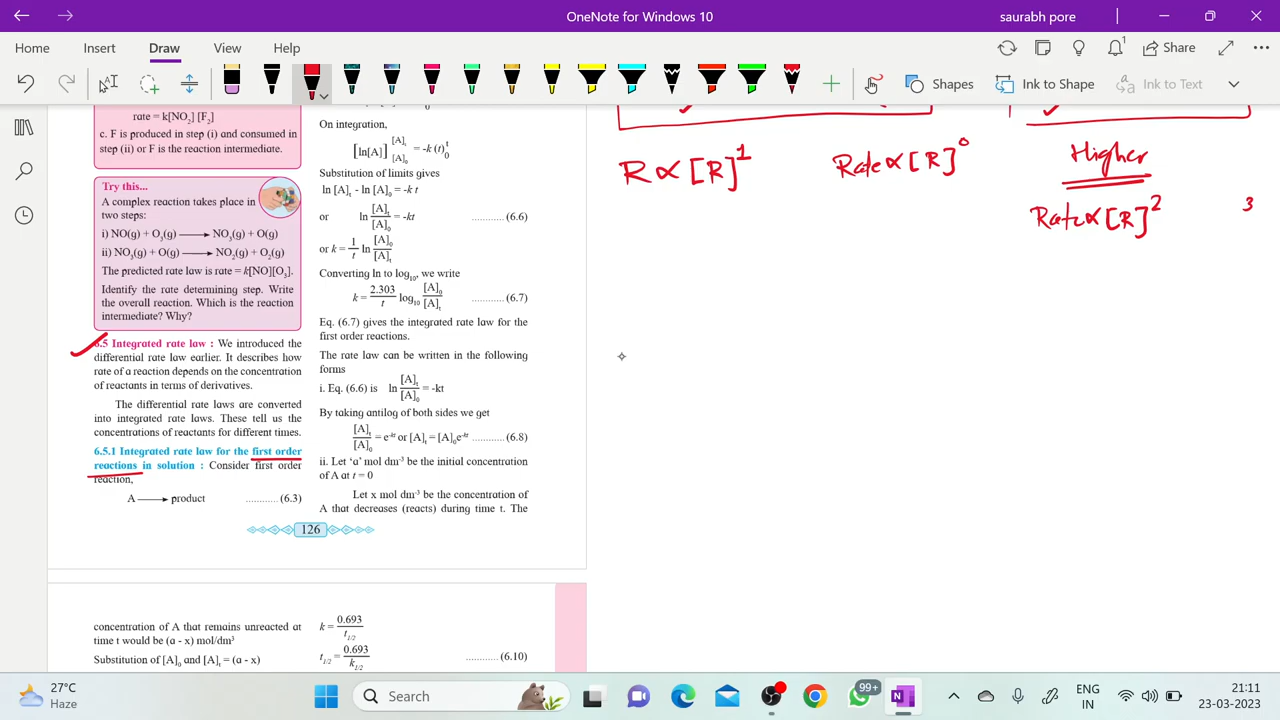 OneNote for Windows 10
saurabh pore
Home Insert Draw View Help
Share
Shapes
Ink to Shape
Ink to Text
rate = k[NO₂] [F₂]
c. F is produced in step (i) and consumed in
step (ii) or F is the reaction intermediate.
Try this...
A complex reaction takes place in
two steps:
i) NO(g) + O₃(g) ⟶ NO₃(g) + O(g)
ii) NO₃(g) + O(g) ⟶ NO₂(g) + O₂(g)
The predicted rate law is rate = k[NO][O₃].
Identify the rate determining step. Write
the overall reaction. Which is the reaction
intermediate? Why?
6.5 Integrated rate law : We introduced the
differential rate law earlier. It describes how
rate of a reaction depends on the concentration
of reactants in terms of derivatives.
The differential rate laws are converted
into integrated rate laws. These tell us the
concentrations of reactants for different times.
6.5.1 Integrated rate law for the first order
reactions in solution : Consider first order
reaction,
A ⟶ product ............ (6.3)
On integration,
[ln[A]] [A]ₜ [A]₀ = -k (t)₀ᵗ
Substitution of limits gives
ln [A]ₜ - ln [A]₀ = -k t
or ln [A]ₜ/[A]₀ = -kt ............ (6.6)
or k = 1/t ln [A]₀/[A]ₜ
Converting ln to log₁₀, we write
k = 2.303/t log₁₀ [A]₀/[A]ₜ ............ (6.7)
Eq. (6.7) gives the integrated rate law for the
first order reactions.
The rate law can be written in the following
forms
i. Eq. (6.6) is ln [A]ₜ/[A]₀ = -kt
By taking antilog of both sides we get
[A]ₜ/[A]₀ = e⁻ᵏᵗ or [A]ₜ = [A]₀e⁻ᵏᵗ ............ (6.8)
ii. Let ‘a’ mol dm⁻³ be the initial concentration
of A at t = 0
Let x mol dm⁻³ be the concentration of
A that decreases (reacts) during time t. The
126
concentration of A that remains unreacted at
time t would be (a - x) mol/dm³
Substitution of [A]₀ and [A]ₜ = (a - x)
k = 0.693/t₁/₂
t₁/₂ = 0.693/k₁/₂ ............ (6.10)
R ∝ [R]¹
Rate ∝ [R]⁰
Higher
Rate ∝ [R]² 3
27°C
Haze
Search
99+
ENG
IN
21:11
23-03-2023